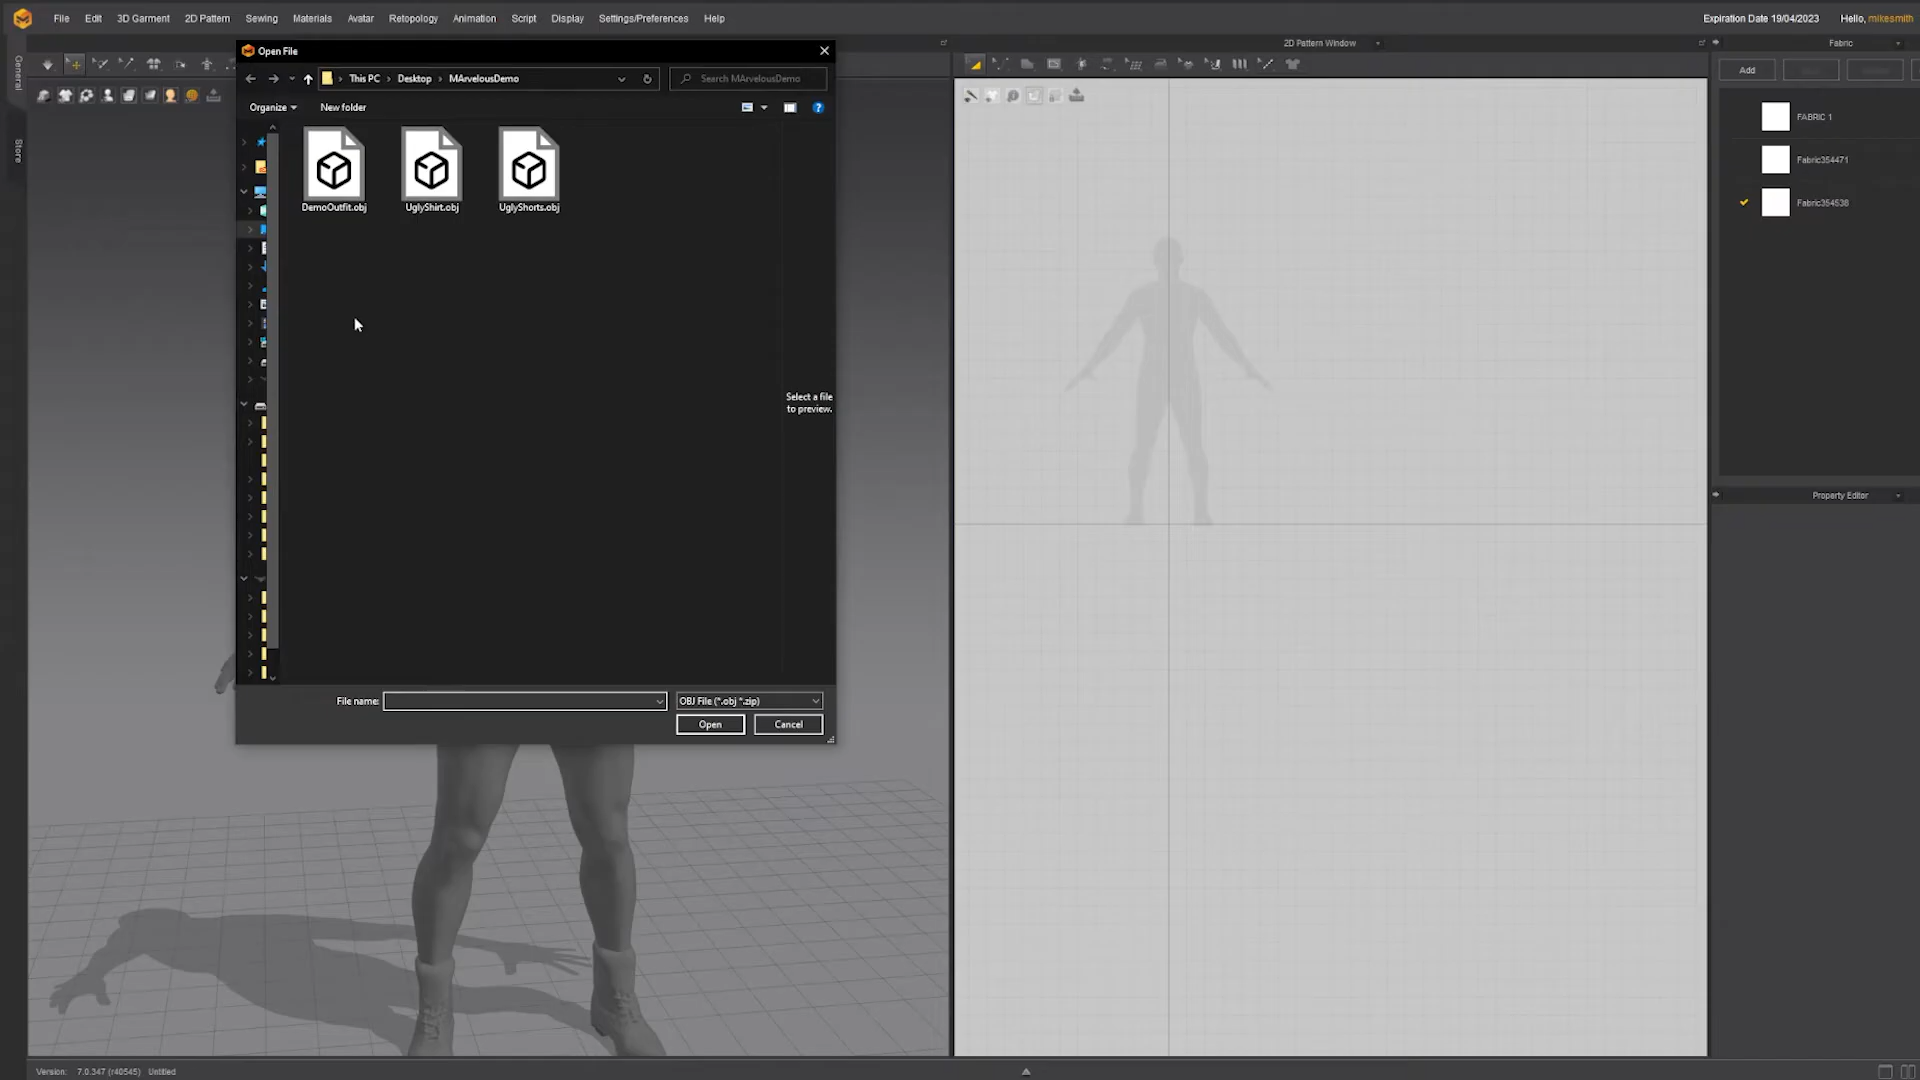 File Edit 3D Garment 2D Pattern Sewing Materials Avatar Retopology Animation Script Display Settings/Preferences Help
Expiration Date 19/04/2023 Hello, mikesmith
Open File
2D Pattern Window
Fabric
General
Store
This PC Desktop MArvelousDemo
Search MArvelousDemo
Organize New folder
Add
DemoOutfit.obj UglyShirt.obj UglyShorts.obj
FABRIC 1
Fabric354471
Fabric354538
Select a file
to preview.
Property Editor
File name:
OBJ File (*.obj *.zip)
Open Cancel
Version: 7.0.347 (r40545) Untitled